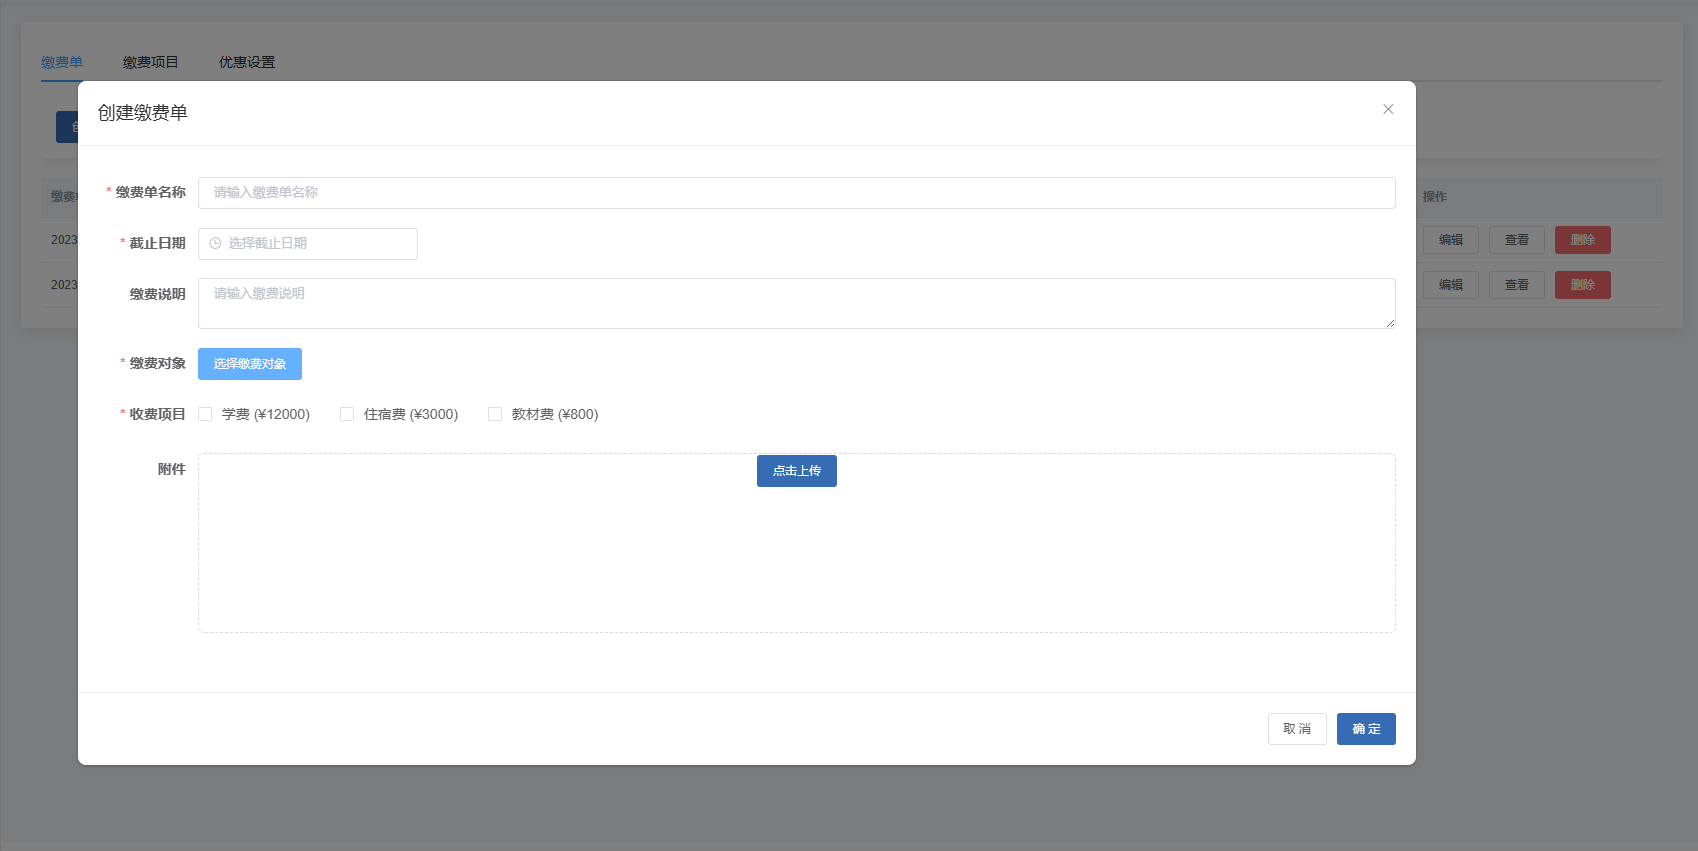 缴费单 缴费项目 优惠设置
创建缴费单
缴费单 操作
* 缴费单名称 请输入缴费单名称
2023 编辑 查看 删除
* 截止日期 选择截止日期
2023 编辑 查看 删除
缴费说明 请输入缴费说明
* 缴费对象 选择缴费对象
* 收费项目 学费 (¥12000) 住宿费 (¥3000) 教材费 (¥800)
附件 点击上传
取 消 确 定